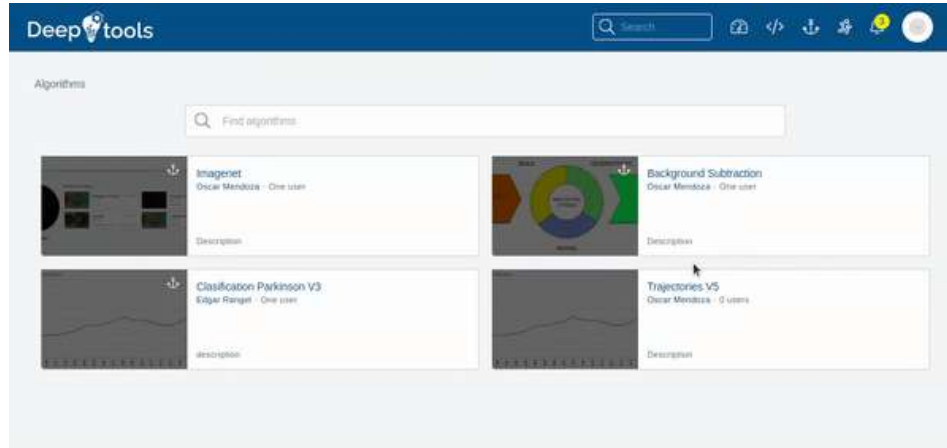 Deep tools
Search
</>
3
Algorithms
Find algorithms
Imagenet
Oscar Mendoza - One user
Description
Background Subtraction
Oscar Mendoza - One user
Description
Clasification Parkinson V3
Edgar Rangel - One user
description
Trajectories V5
Oscar Mendoza - 0 users
Description